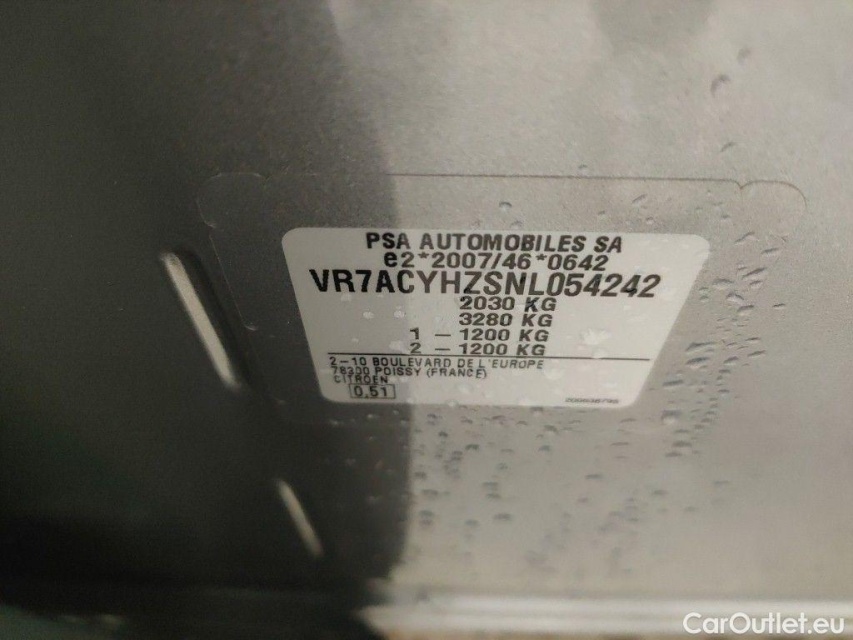 PSA AUTOMOBILES SA
e2*2007/46*0642
VR7ACYHZSNL054242
2030 KG
3280 KG
1 - 1200 KG
2 - 1200 KG
2-10 BOULEVARD DE L'EUROPE
78300 POISSY (FRANCE)
CITROEN
0.51
CarOutlet.eu